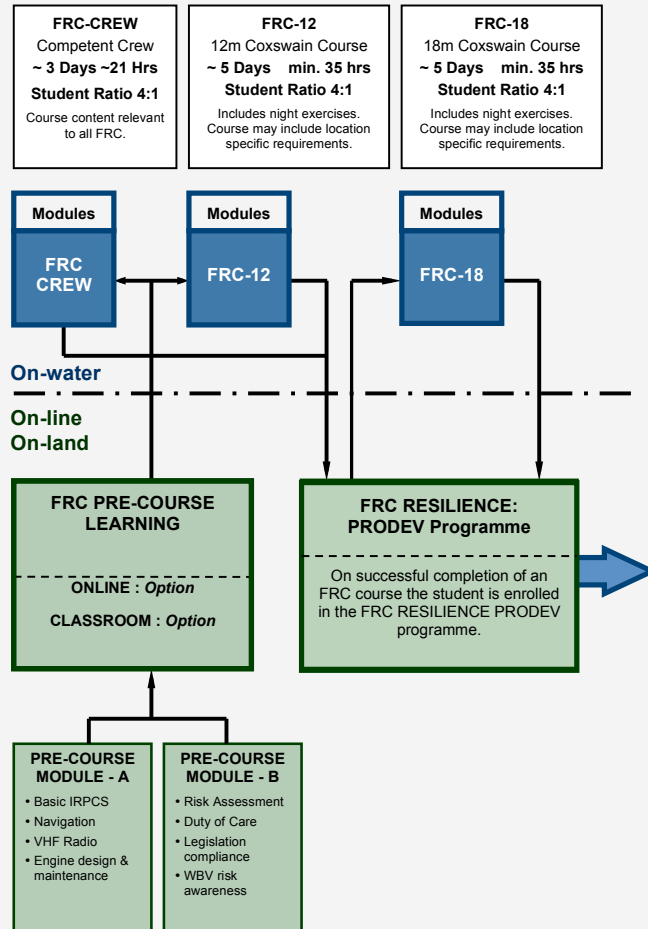 FRC-CREW
Competent Crew
~ 3 Days ~21 Hrs
Student Ratio 4:1
Course content relevant
to all FRC.
FRC-12
12m Coxswain Course
~ 5 Days min. 35 hrs
Student Ratio 4:1
Includes night exercises.
Course may include location
specific requirements.
FRC-18
18m Coxswain Course
~ 5 Days min. 35 hrs
Student Ratio 4:1
Includes night exercises.
Course may include location
specific requirements.
Modules
FRC
CREW
Modules
FRC-12
Modules
FRC-18
On-water
On-line
On-land
FRC PRE-COURSE
LEARNING
ONLINE : Option
CLASSROOM : Option
FRC RESILIENCE:
PRODEV Programme
On successful completion of an
FRC course the student is enrolled
in the FRC RESILIENCE PRODEV
programme.
PRE-COURSE
MODULE - A
• Basic IRPCS
• Navigation
• VHF Radio
• Engine design &
maintenance
PRE-COURSE
MODULE - B
• Risk Assessment
• Duty of Care
• Legislation
compliance
• WBV risk
awareness